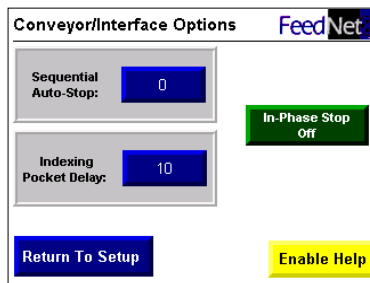 Conveyor/Interface Options FeedNet
Sequential
Auto-Stop:
0
In-Phase Stop
Off
Indexing
Pocket Delay:
10
Return To Setup
Enable Help